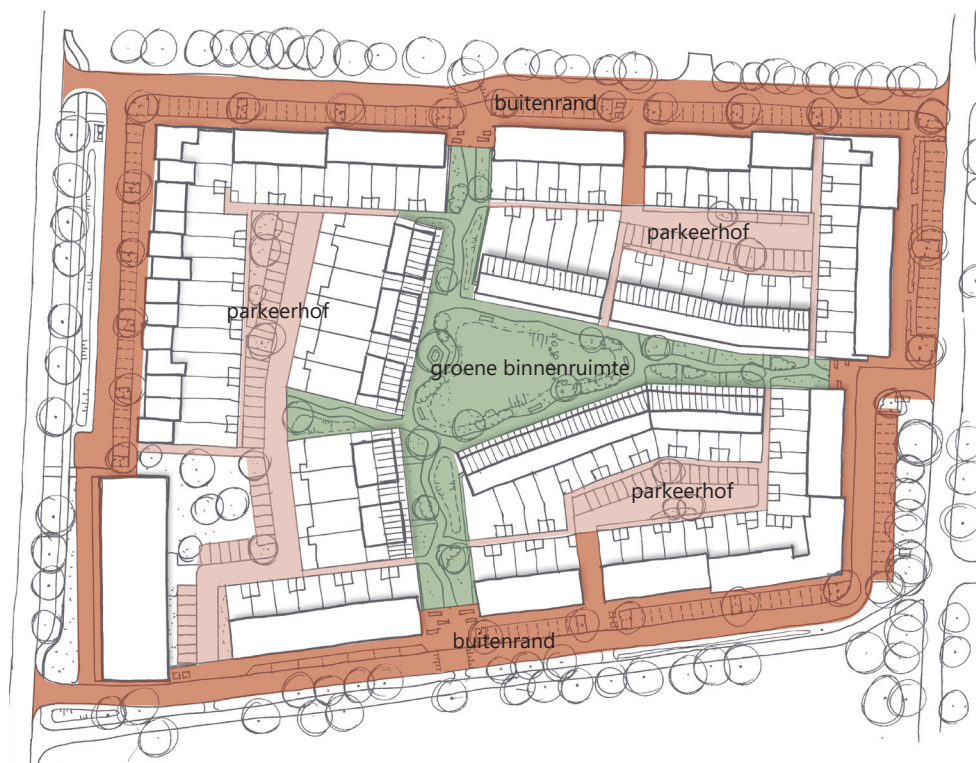 buitenrand
parkeerhof
parkeerhof
groene binnenruimte
parkeerhof
buitenrand